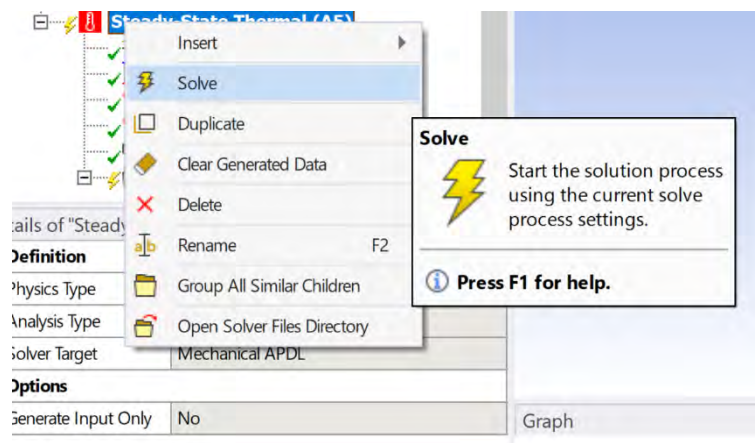 Steady-State Thermal (A5)
Insert
Solve
Duplicate
Clear Generated Data
Delete
Rename F2
Group All Similar Children
Open Solver Files Directory
Solve
Start the solution process
using the current solve
process settings.
Press F1 for help.
ails of "Steady
Definition
Physics Type
Analysis Type
Solver Target Mechanical APDL
Options
Generate Input Only No
Graph